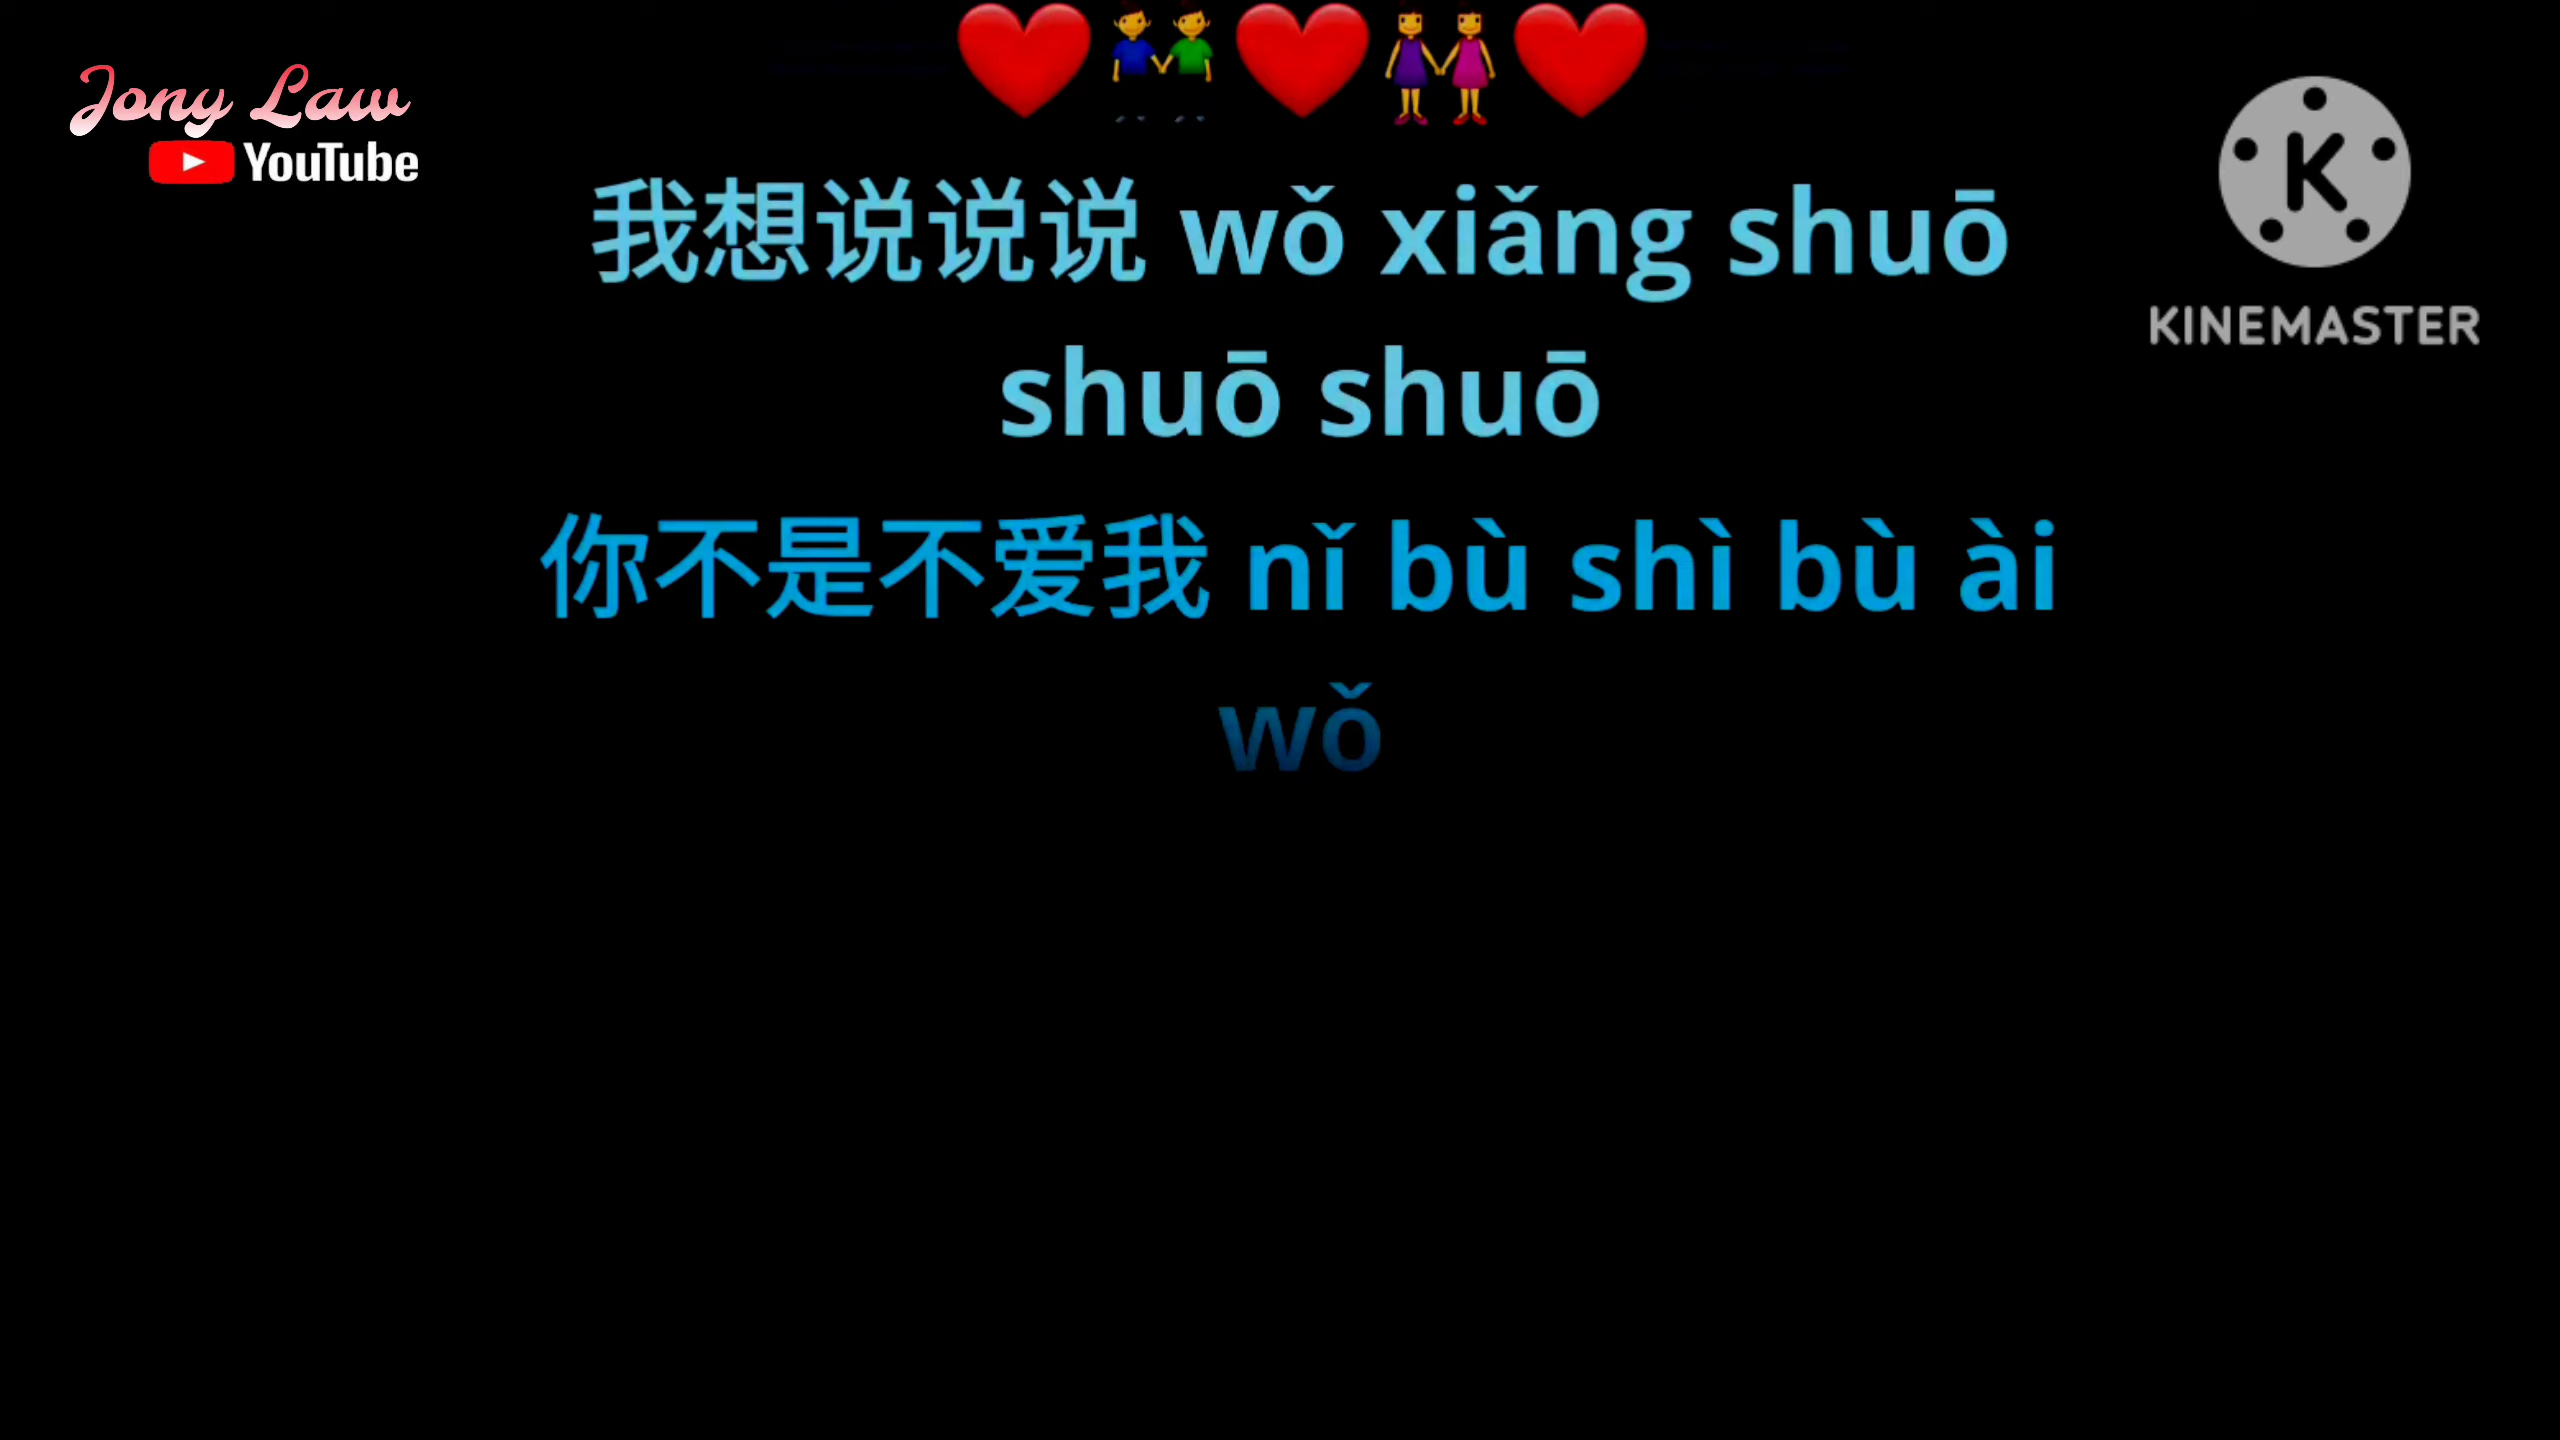 Jony Law
YouTube
K
KINEMASTER
我想说说说 wǒ xiǎng shuō
shuō shuō
你不是不爱我 nǐ bù shì bù ài
wǒ